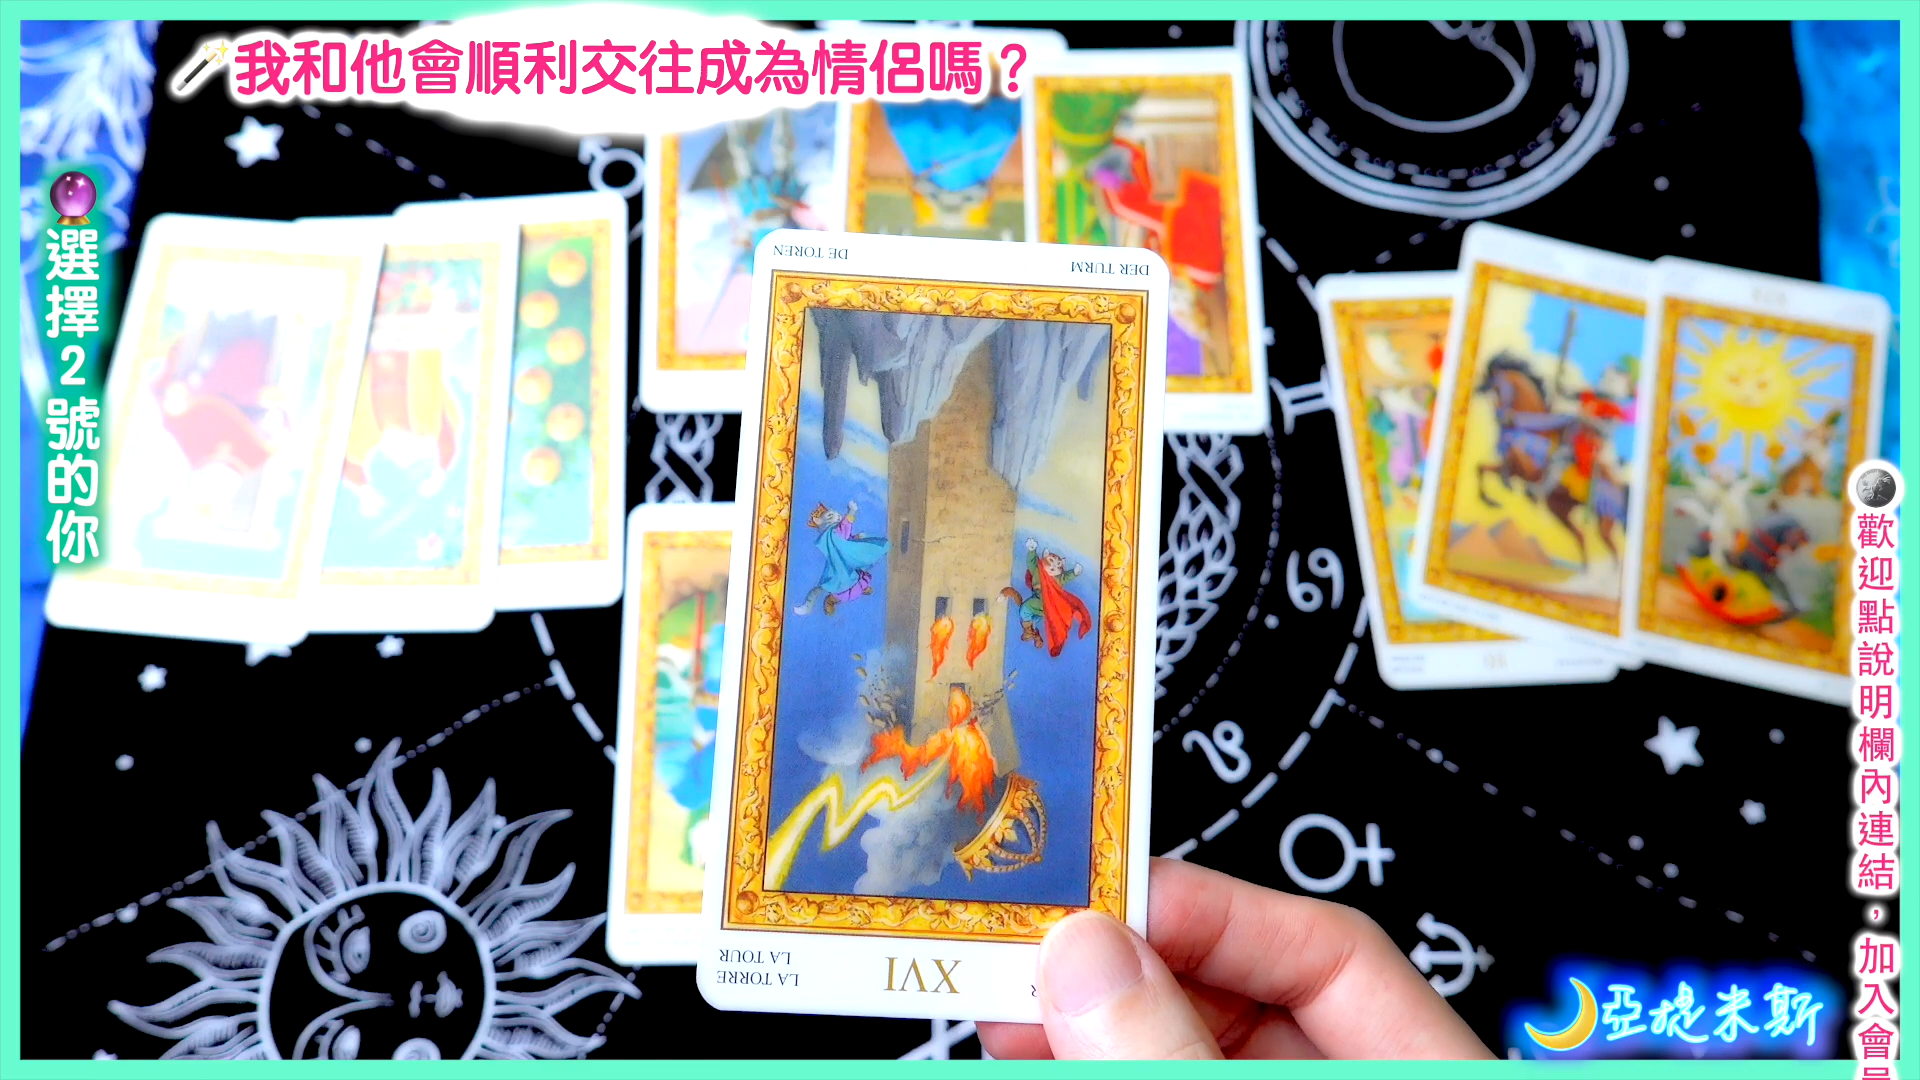 我和他會順利交往成為情侶嗎？
選擇2號的你
DE TOREN
DER TURM
LA TOUR
LA TORRE
XVI
歡迎點說明欄內連結，加入會員
亞提米斯